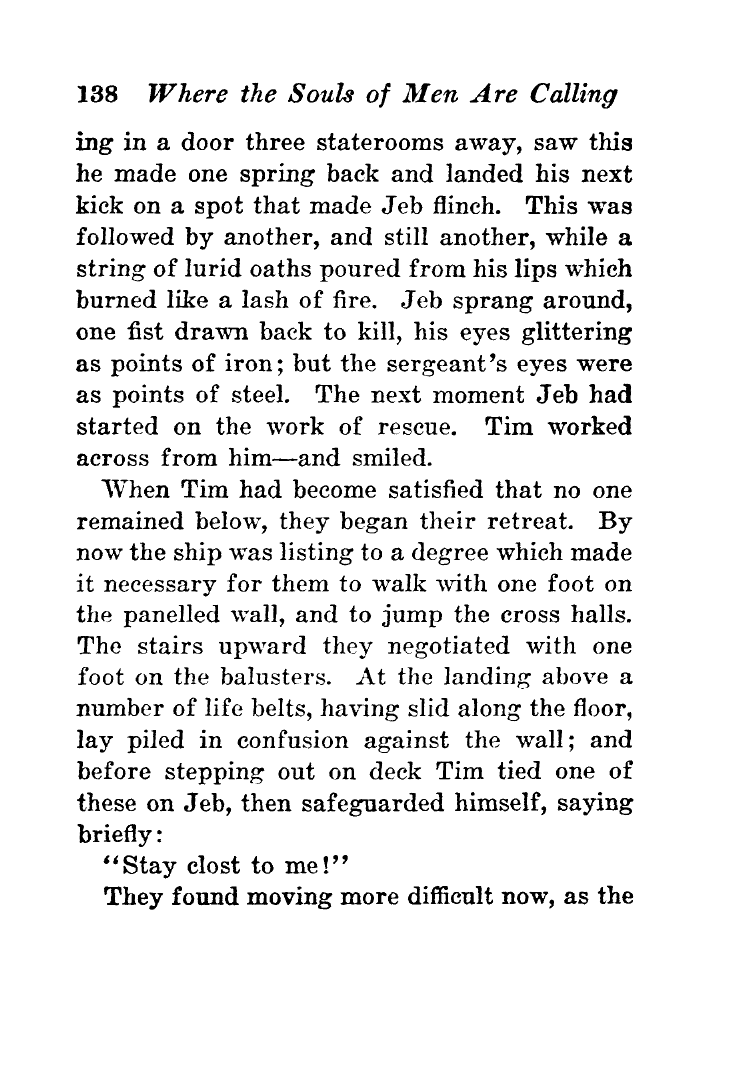 138 Where the Souls of Men Are Calling
ing in a door three staterooms away, saw this
he made one spring back and landed his next
kick on a spot that made Jeb flinch. This was
followed by another, and still another, while a
string of lurid oaths poured from his lips which
burned like a lash of fire. Jeb sprang around,
one fist drawn back to kill, his eyes glittering
as points of iron; but the sergeant's eyes were
as points of steel. The next moment Jeb had
started on the work of rescue. Tim worked
across from him—and smiled.
When Tim had become satisfied that no one
remained below, they began their retreat. By
now the ship was listing to a degree which made
it necessary for them to walk with one foot on
the panelled wall, and to jump the cross halls.
The stairs upward they negotiated with one
foot on the balusters. At the landing above a
number of life belts, having slid along the floor,
lay piled in confusion against the wall; and
before stepping out on deck Tim tied one of
these on Jeb, then safeguarded himself, saying
briefly:
"Stay clost to me!"
They found moving more difficult now, as the